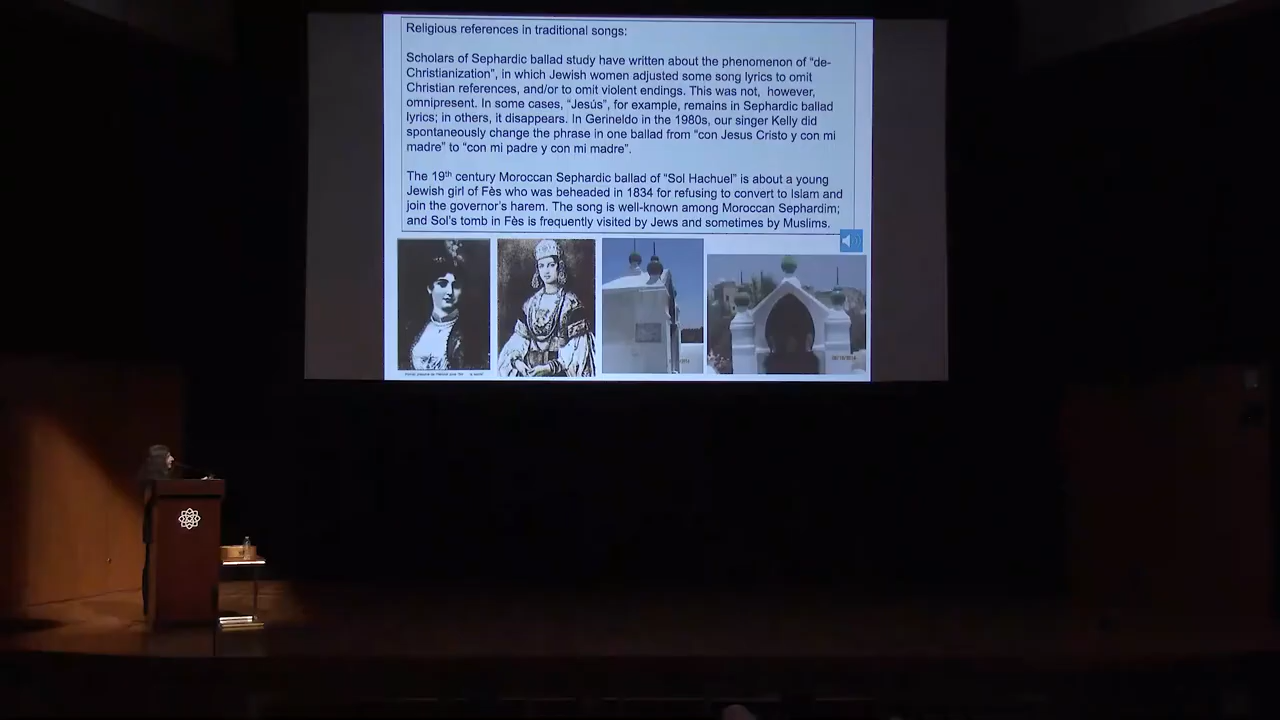 Religious references in traditional songs:
Scholars of Sephardic ballad study have written about the phenomenon of "de-
Christianization", in which Jewish women adjusted some song lyrics to omit
Christian references, and/or to omit violent endings. This was not, however,
omnipresent. In some cases, "Jesús", for example, remains in Sephardic ballad
lyrics; in others, it disappears. In Gerineldo in the 1980s, our singer Kelly did
spontaneously change the phrase in one ballad from "con Jesus Cristo y con mi
madre" to "con mi padre y con mi madre".
The 19th century Moroccan Sephardic ballad of "Sol Hachuel" is about a young
Jewish girl of Fès who was beheaded in 1834 for refusing to convert to Islam and
join the governor's harem. The song is well-known among Moroccan Sephardim;
and Sol's tomb in Fès is frequently visited by Jews and sometimes by Muslims.